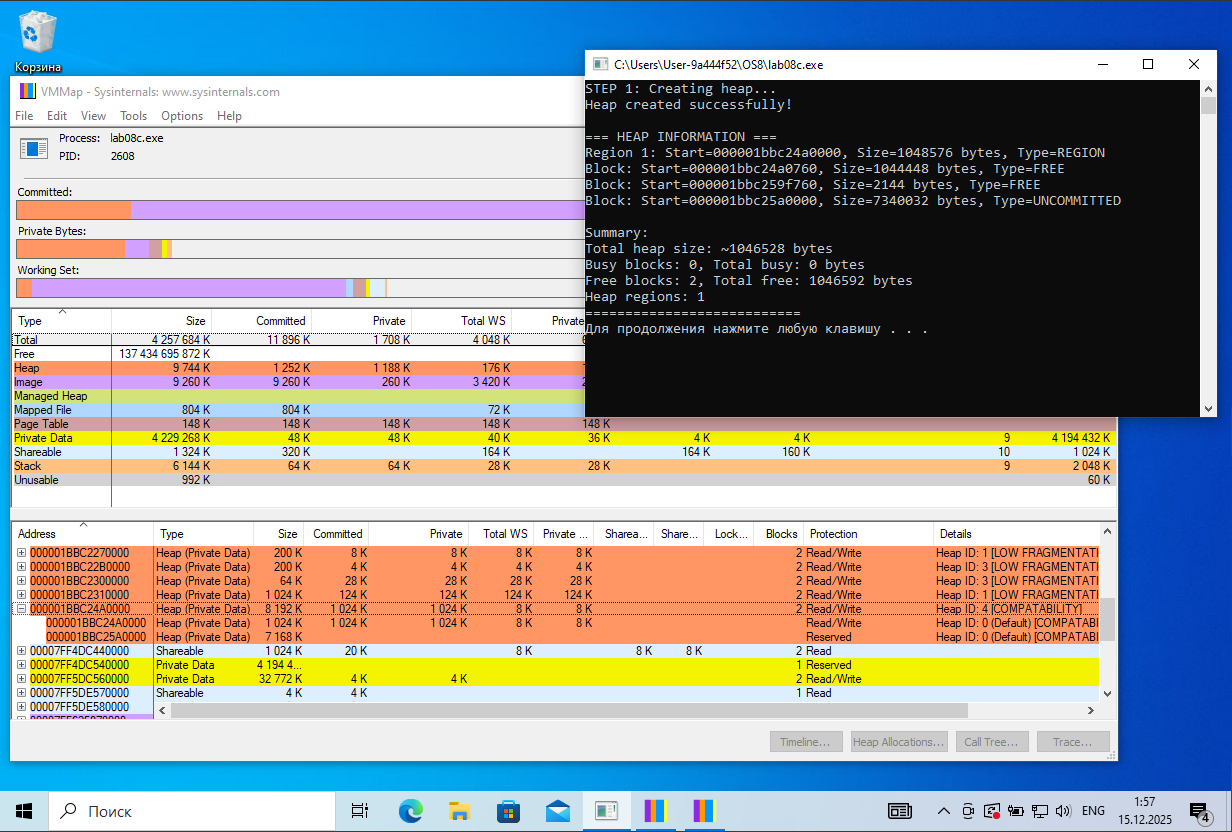 Корзина
VMMap - Sysinternals: www.sysinternals.com
File Edit View Tools Options Help
Process: lab08c.exe
PID: 2608
Committed:
Private Bytes:
Working Set:
Type Size Committed Private Total WS Private
Total 4 257 684 K 11 896 K 1 708 K 4 048 K
Free 137 434 695 872 K
Heap 9 744 K 1 252 K 1 188 K 176 K
Image 9 260 K 9 260 K 260 K 3 420 K
Managed Heap
Mapped File 804 K 804 K 72 K
Page Table 148 K 148 K 148 K 148 K 148 K
Private Data 4 229 268 K 48 K 48 K 40 K 36 K 4 K 4 K 9 4 194 432 K
Shareable 1 324 K 320 K 164 K 164 K 160 K 10 1 024 K
Stack 6 144 K 64 K 64 K 28 K 28 K 9 2 048 K
Unusable 992 K 60 K
C:\Users\User-9a444f52\OS8\lab08c.exe
STEP 1: Creating heap...
Heap created successfully!
=== HEAP INFORMATION ===
Region 1: Start=000001bbc24a0000, Size=1048576 bytes, Type=REGION
Block: Start=000001bbc24a0760, Size=1044448 bytes, Type=FREE
Block: Start=000001bbc259f760, Size=2144 bytes, Type=FREE
Block: Start=000001bbc25a0000, Size=7340032 bytes, Type=UNCOMMITTED
Summary:
Total heap size: ~1046528 bytes
Busy blocks: 0, Total busy: 0 bytes
Free blocks: 2, Total free: 1046592 bytes
Heap regions: 1
===========================
Для продолжения нажмите любую клавишу . . .
Address Type Size Committed Private Total WS Private ... Sharea... Share... Lock... Blocks Protection Details
000001BBC2270000 Heap (Private Data) 200 K 8 K 8 K 8 K 8 K 2 Read/Write Heap ID: 1 [LOW FRAGMENTATI
000001BBC22B0000 Heap (Private Data) 200 K 4 K 4 K 4 K 4 K 2 Read/Write Heap ID: 3 [LOW FRAGMENTATI
000001BBC2300000 Heap (Private Data) 64 K 28 K 28 K 28 K 28 K 2 Read/Write Heap ID: 3 [LOW FRAGMENTATI
000001BBC2310000 Heap (Private Data) 1 024 K 124 K 124 K 124 K 124 K 2 Read/Write Heap ID: 1 [LOW FRAGMENTATI
000001BBC24A0000 Heap (Private Data) 8 192 K 1 024 K 1 024 K 8 K 8 K 2 Read/Write Heap ID: 4 [COMPATABILITY]
000001BBC24A0000 Heap (Private Data) 1 024 K 1 024 K 1 024 K 8 K 8 K Read/Write Heap ID: 0 (Default) [COMPATABI
000001BBC25A0000 Heap (Private Data) 7 168 K Reserved Heap ID: 0 (Default) [COMPATABI
00007FF4DC440000 Shareable 1 024 K 20 K 8 K 8 K 8 K 2 Read
00007FF4DC540000 Private Data 4 194 4... 1 Reserved
00007FF5DC560000 Private Data 32 772 K 4 K 4 K 2 Read/Write
00007FF5DE570000 Shareable 4 K 4 K 1 Read
00007FF5DE580000
Timeline... Heap Allocations... Call Tree... Trace...
Поиск
ENG
1:57
15.12.2025
4